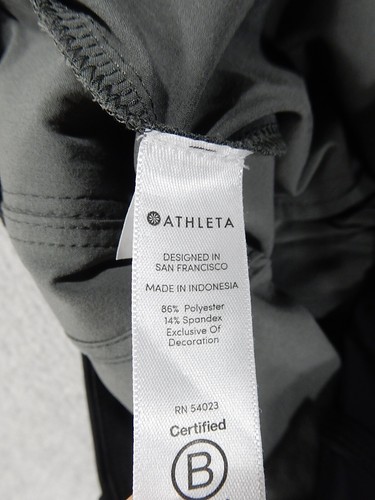 ATHLETA
DESIGNED IN
SAN FRANCISCO
MADE IN INDONESIA
86% Polyester
14% Spandex
Exclusive Of
Decoration
RN 54023
Certified
B